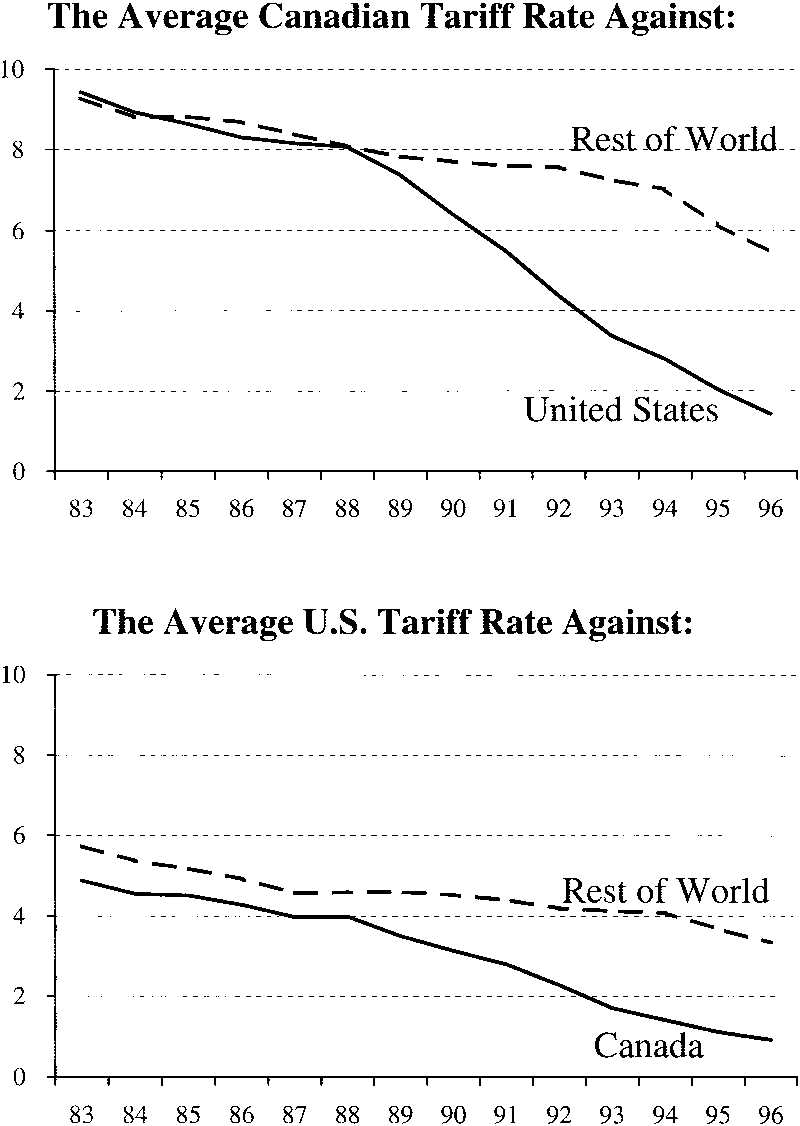 The Average Canadian Tariff Rate Against:
10
8
6
4
2
0
Rest of World
United States
83 84 85 86 87 88 89 90 91 92 93 94 95 96
The Average U.S. Tariff Rate Against:
10
8
6
4
2
0
Rest of World
Canada
83 84 85 86 87 88 89 90 91 92 93 94 95 96